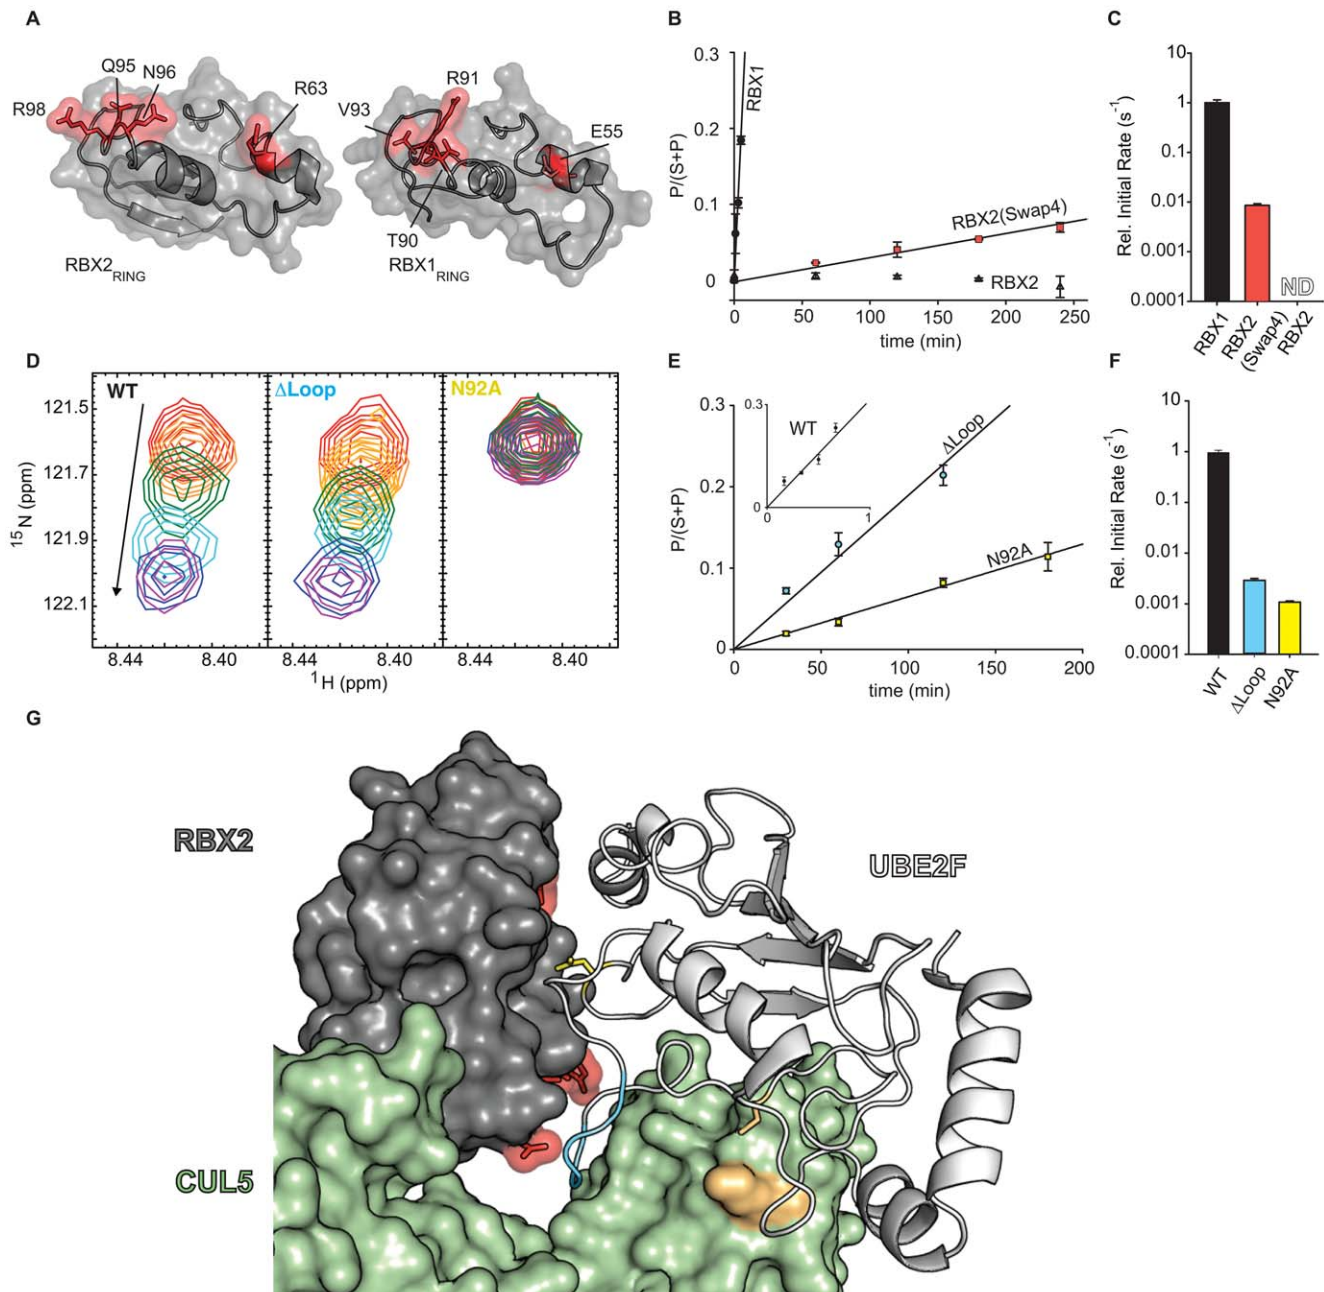 A
Q95
N96
R98
R63
R91
V93
E55
T90
RBX2RING
RBX1RING
B
0.3
0.2
0.1
0
P/(S+P)
RBX1
RBX2(Swap4)
RBX2
0 50 100 150 200 250
time (min)
C
10
1
0.1
0.01
0.001
0.0001
Rel. Initial Rate (s-1)
ND
RBX1
RBX2
(Swap4)
RBX2
D
WT
ΔLoop
N92A
121.5
121.7
121.9
122.1
15N (ppm)
8.44 8.40 8.44 8.40 8.44 8.40
1H (ppm)
E
0.3
0.2
0.1
0
P/(S+P)
0.3
WT
0
0 1
ΔLoop
N92A
0 50 100 150 200
time (min)
F
10
1
0.1
0.01
0.001
0.0001
Rel. Initial Rate (s-1)
WT
ΔLoop
N92A
G
RBX2
UBE2F
CUL5